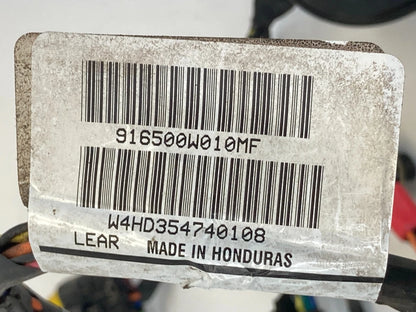 916500W010MF
W4HD354740108
LEAR MADE IN HONDURAS